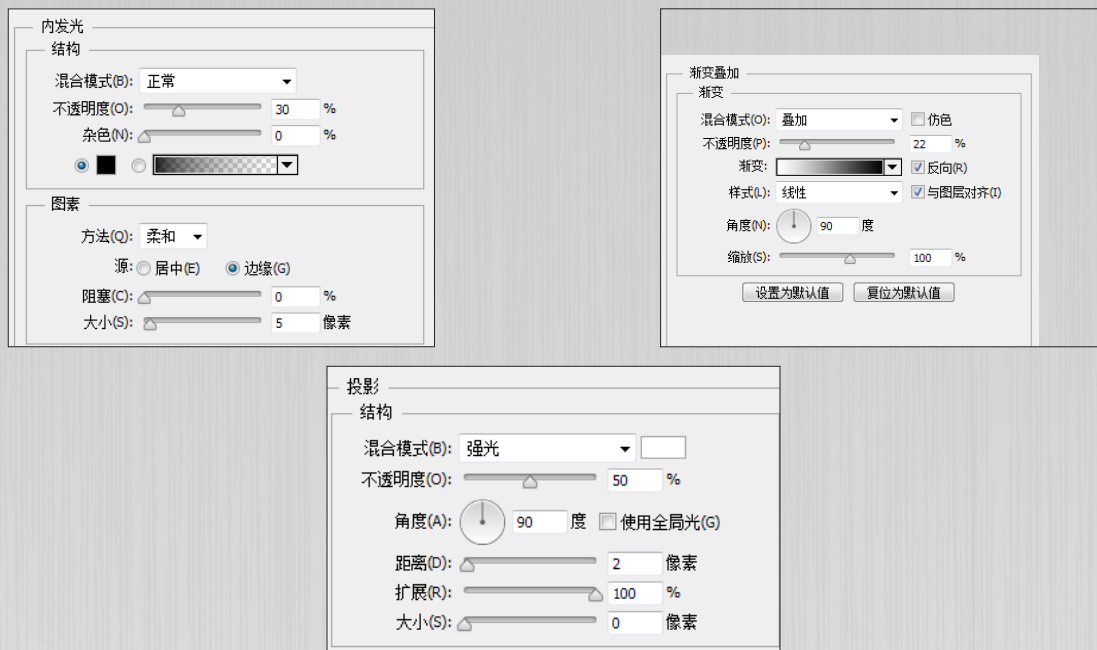 内发光
结构
混合模式(B): 正常
不透明度(O): 30 %
杂色(N): 0 %
图素
方法(Q): 柔和
源: 居中(E) 边缘(G)
阻塞(C): 0 %
大小(S): 5 像素
渐变叠加
渐变
混合模式(O): 叠加 仿色
不透明度(P): 22 %
渐变: 反向(R)
样式(L): 线性 与图层对齐(I)
角度(N): 90 度
缩放(S): 100 %
设置为默认值 复位为默认值
投影
结构
混合模式(B): 强光
不透明度(O): 50 %
角度(A): 90 度 使用全局光(G)
距离(D): 2 像素
扩展(R): 100 %
大小(S): 0 像素